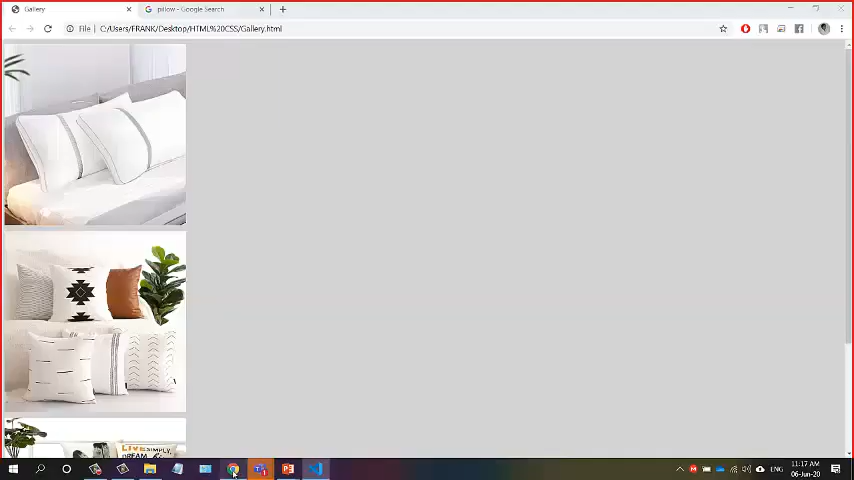 Gallery
pillow - Google Search
File | C:/Users/FRANK/Desktop/HTML%20CSS/Gallery.html
LIVE SIMPLY.
DREAM
ENG
11:17 AM
06-Jun-20